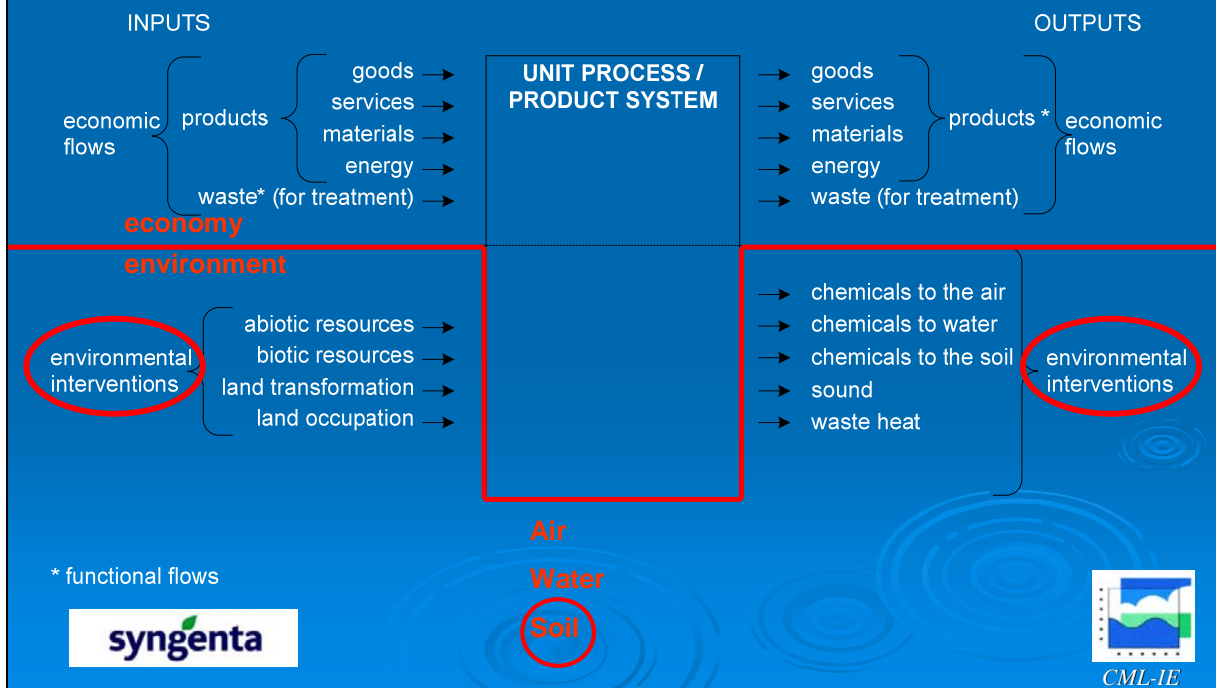 INPUTS
OUTPUTS
UNIT PROCESS /
PRODUCT SYSTEM
economic
flows
products
goods
services
materials
energy
waste* (for treatment)
goods
services
materials
energy
waste (for treatment)
products *
economic
flows
economy
environment
environmental
interventions
abiotic resources
biotic resources
land transformation
land occupation
chemicals to the air
chemicals to water
chemicals to the soil
sound
waste heat
environmental
interventions
Air
Water
Soil
* functional flows
syngenta
CML-IE